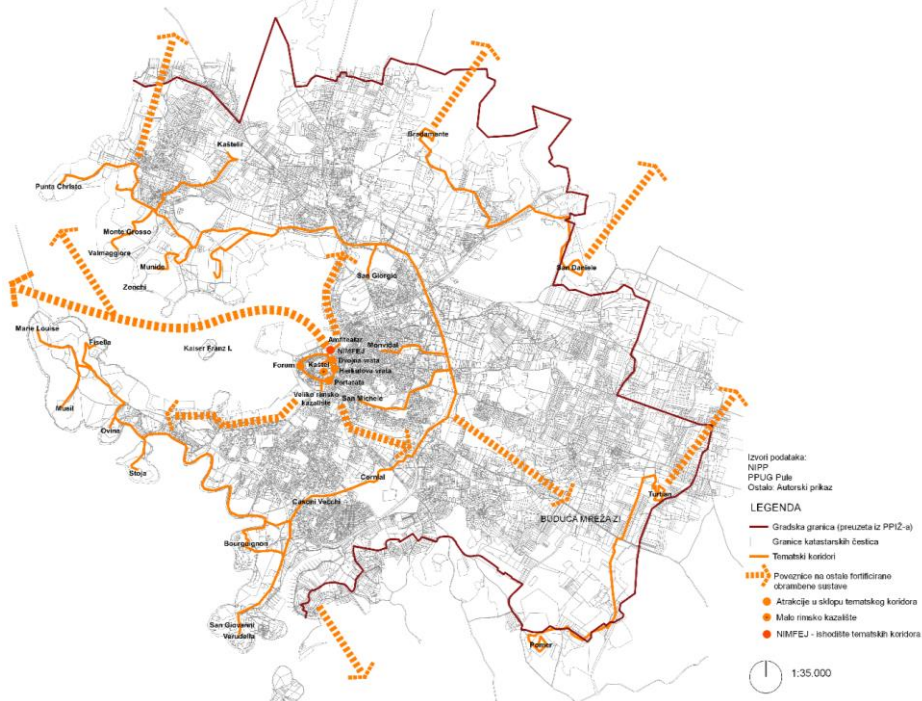 Bradamante
Kaštelir
Punta Christo
Monte Grosso
Valmaggiore
Munide
Zonchi
San Daniele
San Giorgio
Marie Louise
Fisella
Kaiser Franz I.
Amfiteatar
NIMFEJ
Monvidal
Dvojna vrata
Forum
Kaštel
Herkulova vrata
Portarata
Veliko rimsko
kazalište
San Michele
Musil
Ovina
Stoja
Cornial
Casoni Vecchi
Turtian
BUDUĆA MREŽA ZI
Bourguignon
San Giovanni
Verudella
Pomer
Izvori podataka:
NIPP
PPUG Pule
Ostalo: Autorski prikaz
LEGENDA
Gradska granica (preuzeta iz PPIŽ-a)
Granice katastarskih čestica
Tematski koridori
Poveznice na ostale fortificirane
obrambene sustave
Atrakcije u sklopu tematskog koridora
Malo rimsko kazalište
NIMFEJ - ishodište tematskih koridora
1:35.000